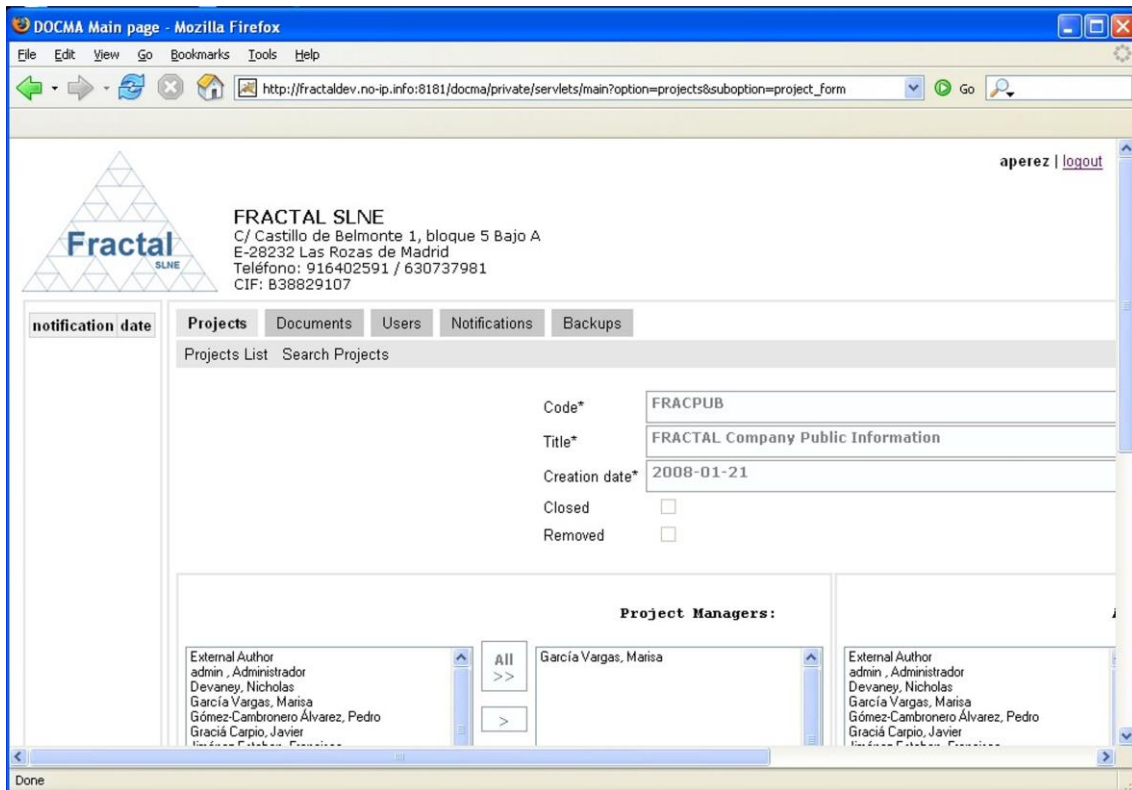 DOCMA Main page - Mozilla Firefox
File Edit View Go Bookmarks Tools Help
http://fractaldev.no-ip.info:8181/docma/private/servlets/main?option=projects&suboption=project_form Go
aperez | logout
Fractal
SLNE
FRACTAL SLNE
C/ Castillo de Belmonte 1, bloque 5 Bajo A
E-28232 Las Rozas de Madrid
Teléfono: 916402591 / 630737981
CIF: B38829107
notification date
Projects Documents Users Notifications Backups
Projects List Search Projects
Code* FRACPUB
Title* FRACTAL Company Public Information
Creation date* 2008-01-21
Closed
Removed
Project Managers:
External Author
admin , Administrador
Devaney, Nicholas
García Vargas, Marisa
Gómez-Cambronero Álvarez, Pedro
Graciá Carpio, Javier
All
>>
>
García Vargas, Marisa
External Author
admin , Administrador
Devaney, Nicholas
García Vargas, Marisa
Gómez-Cambronero Álvarez, Pedro
Graciá Carpio, Javier
Done